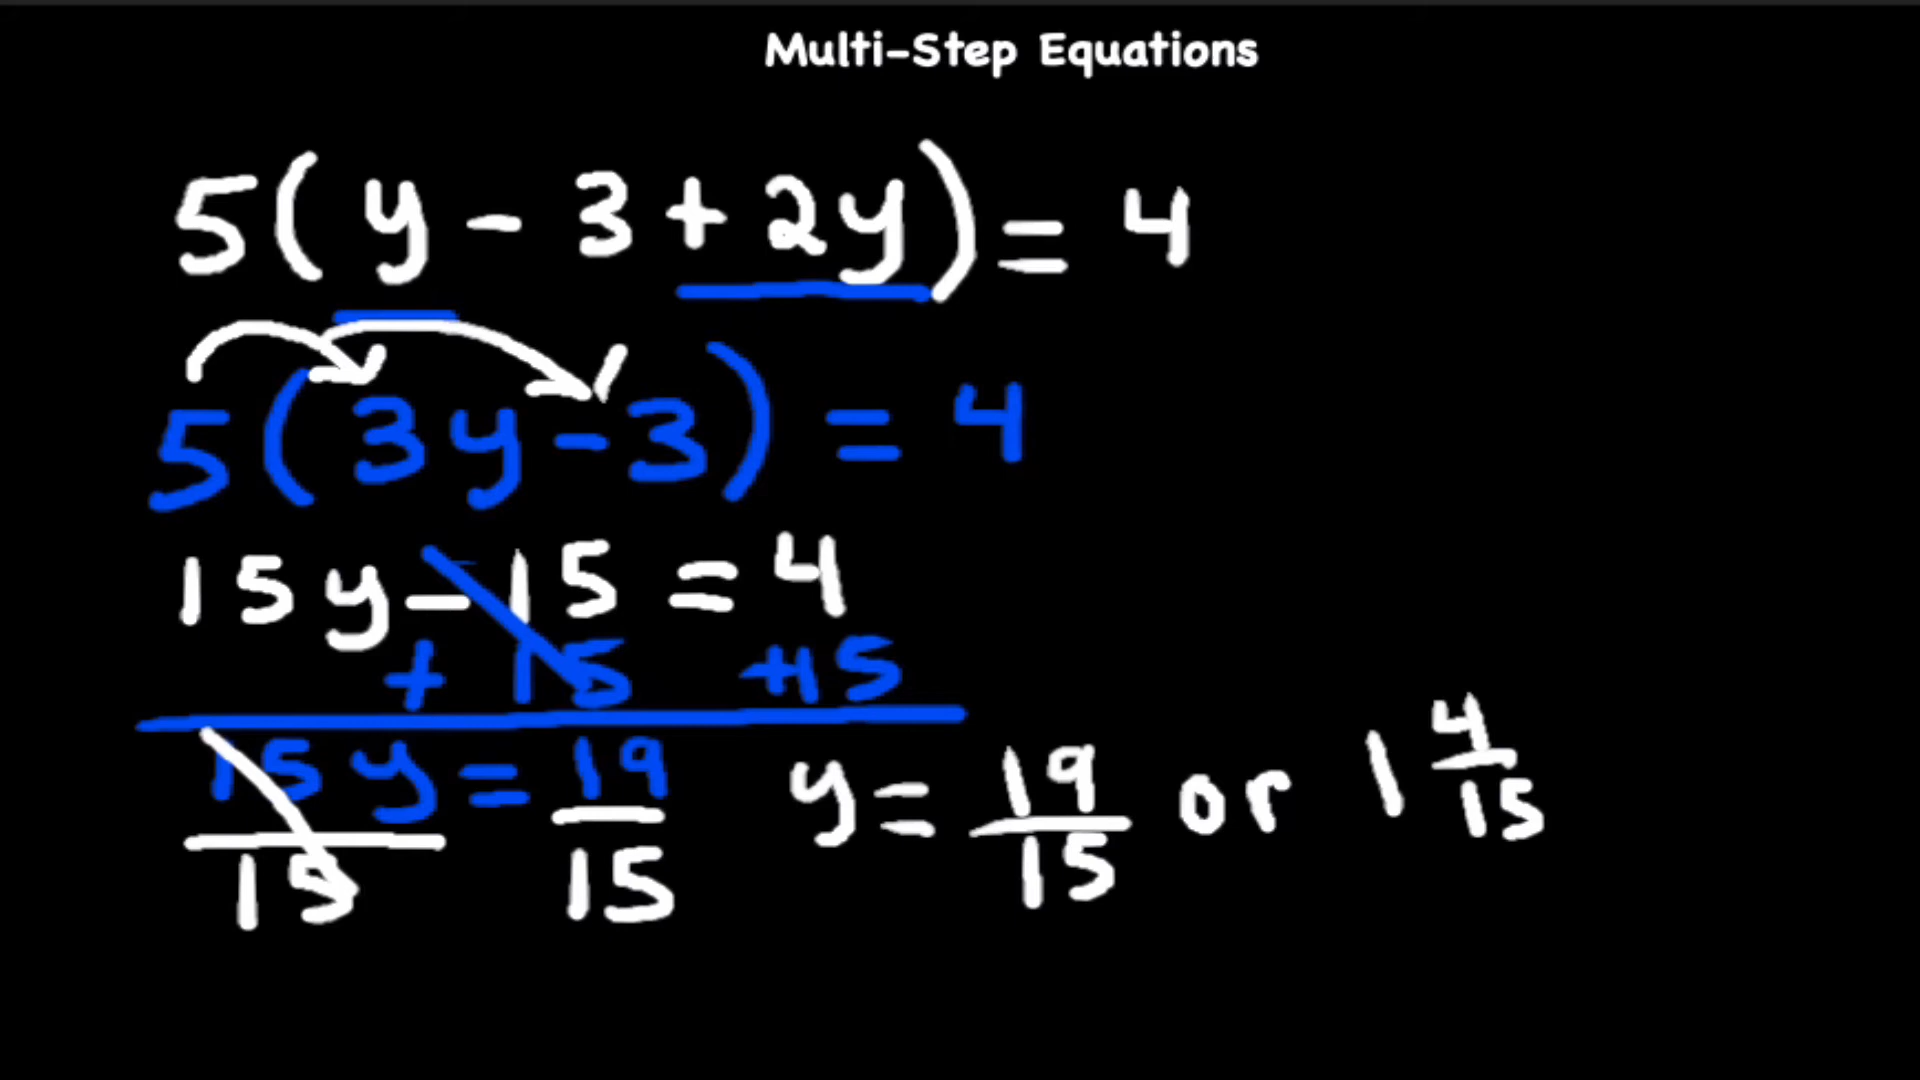 Multi-Step Equations
5(y - 3 + 2y) = 4
5(3y - 3) = 4
15y - 15 = 4
+ 15 +15
15y = 19 y = 19 or 1 4
15 15 15 15